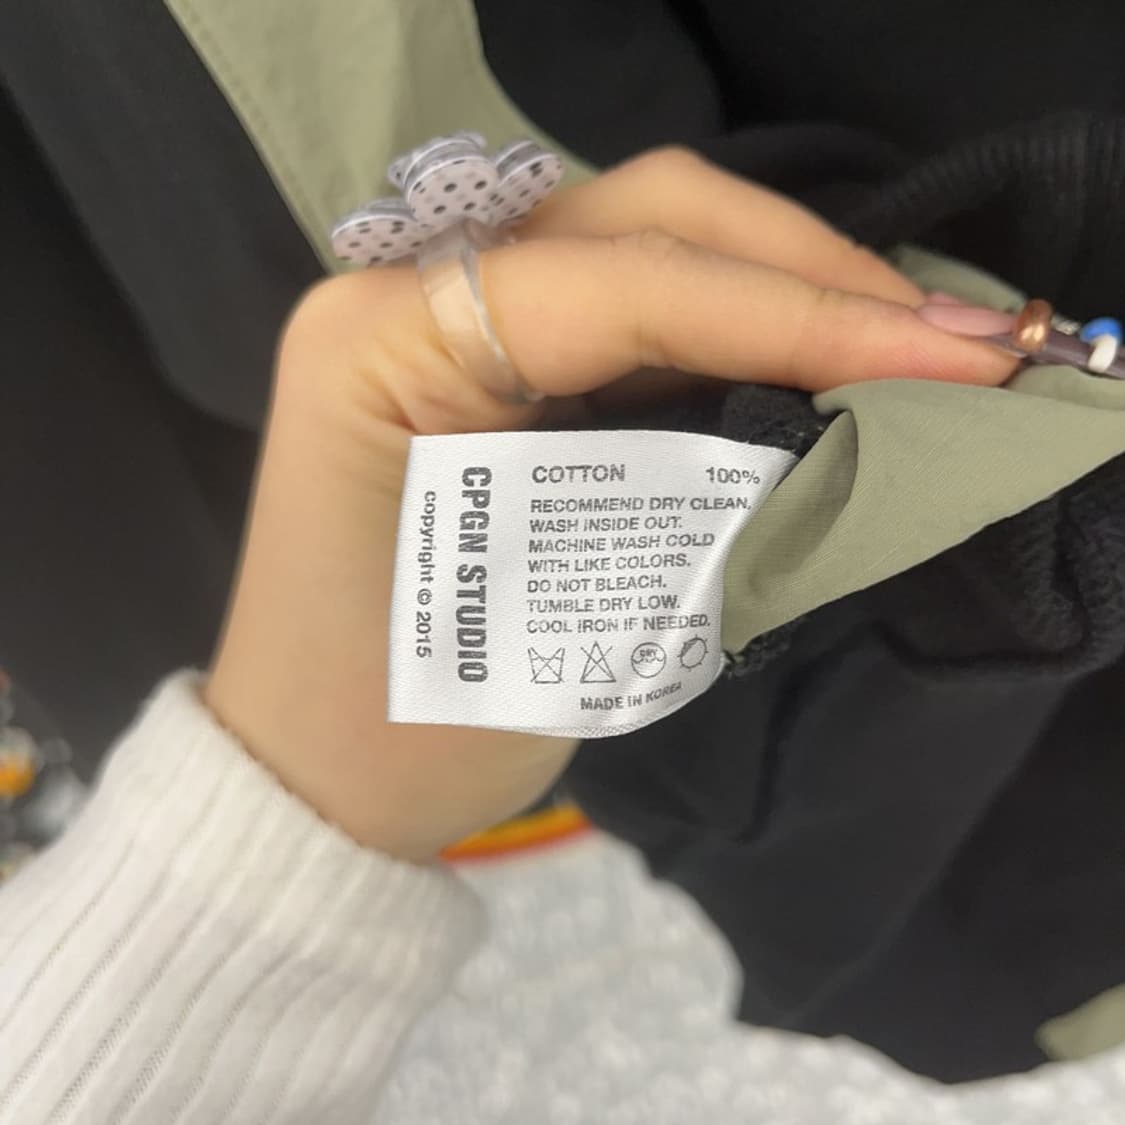 COTTON 100%
RECOMMEND DRY CLEAN.
WASH INSIDE OUT.
MACHINE WASH COLD
WITH LIKE COLORS.
DO NOT BLEACH.
TUMBLE DRY LOW.
COOL IRON IF NEEDED.
DRY
MADE IN KOREA
CPGN STUDIO
copyright © 2015